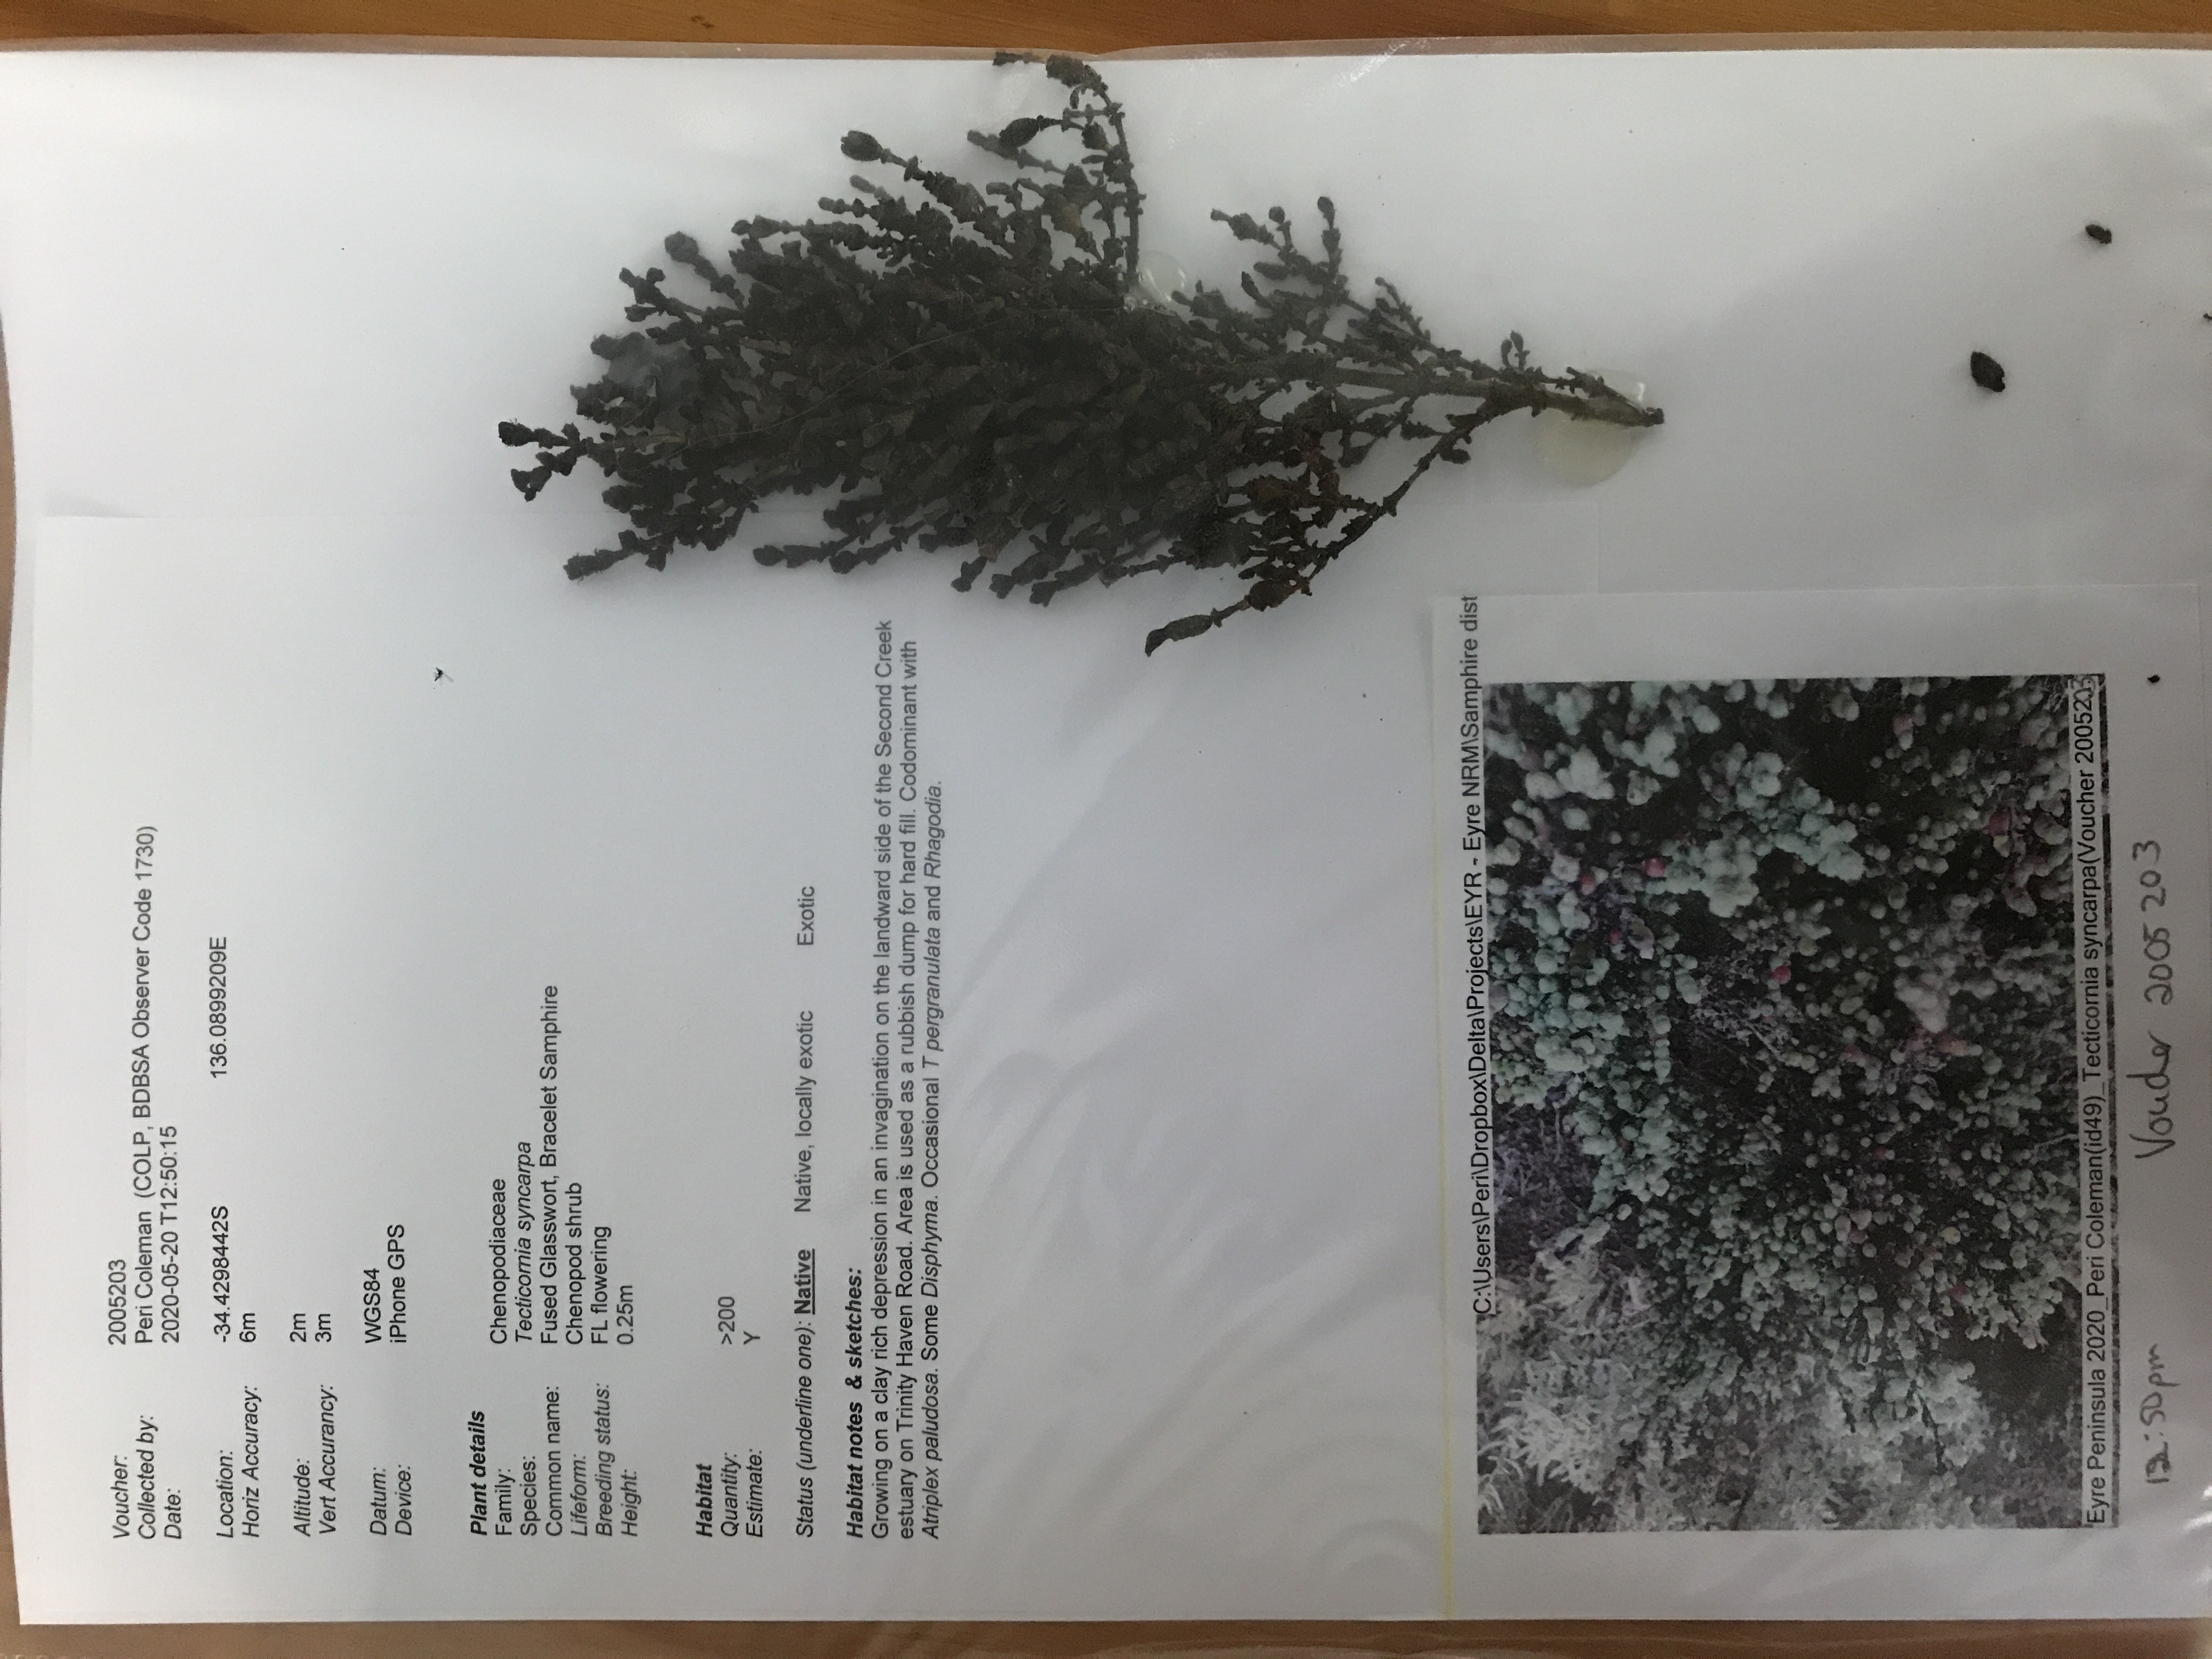 Voucher: 2005203
Collected by: Peri Coleman (COLP, BDBSA Observer Code 1730)
Date: 2020-05-20 T12:50:15
Location: -34.4298442S 136.0899209E
Horiz Accuracy: 6m
Altitude: 2m
Vert Accurancy: 3m
Datum: WGS84
Device: iPhone GPS
Plant details
Family: Chenopodiaceae
Species: Tecticornia syncarpa
Common name: Fused Glasswort, Bracelet Samphire
Lifeform: Chenopod shrub
Breeding status: FL flowering
Height: 0.25m
Habitat
Quantity: >200
Estimate: Y
Status (underline one): Native Native, locally exotic Exotic
Habitat notes & sketches:
Growing on a clay rich depression in an invagination on the landward side of the Second Creek
estuary on Trinity Haven Road. Area is used as a rubbish dump for hard fill. Codominant with
Atriplex paludosa. Some Disphyma. Occasional T pergranulata and Rhagodia.
C:\Users\Peri\Dropbox\Delta\Projects\EYR - Eyre NRM\Samphire dist
Eyre Peninsula 2020_Peri Coleman(id49)_Tecticornia syncarpa(Voucher 2005203
12:50pm Voucher 2005203